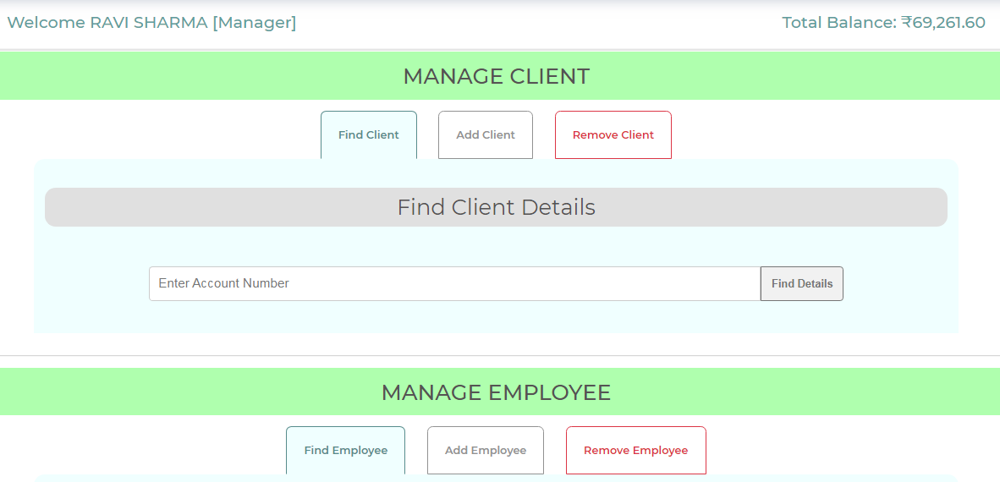 Welcome RAVI SHARMA [Manager] Total Balance: ₹69,261.60
MANAGE CLIENT
Find Client Add Client Remove Client
Find Client Details
Enter Account Number Find Details
MANAGE EMPLOYEE
Find Employee Add Employee Remove Employee